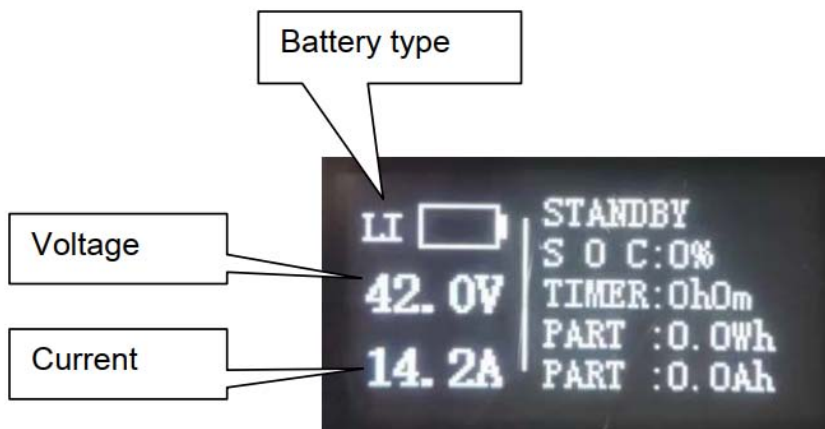 Battery type
Voltage
Current
LI
42.0V
14.2A
STANDBY
S O C:0%
TIMER:0h0m
PART :0.0Wh
PART :0.0Ah